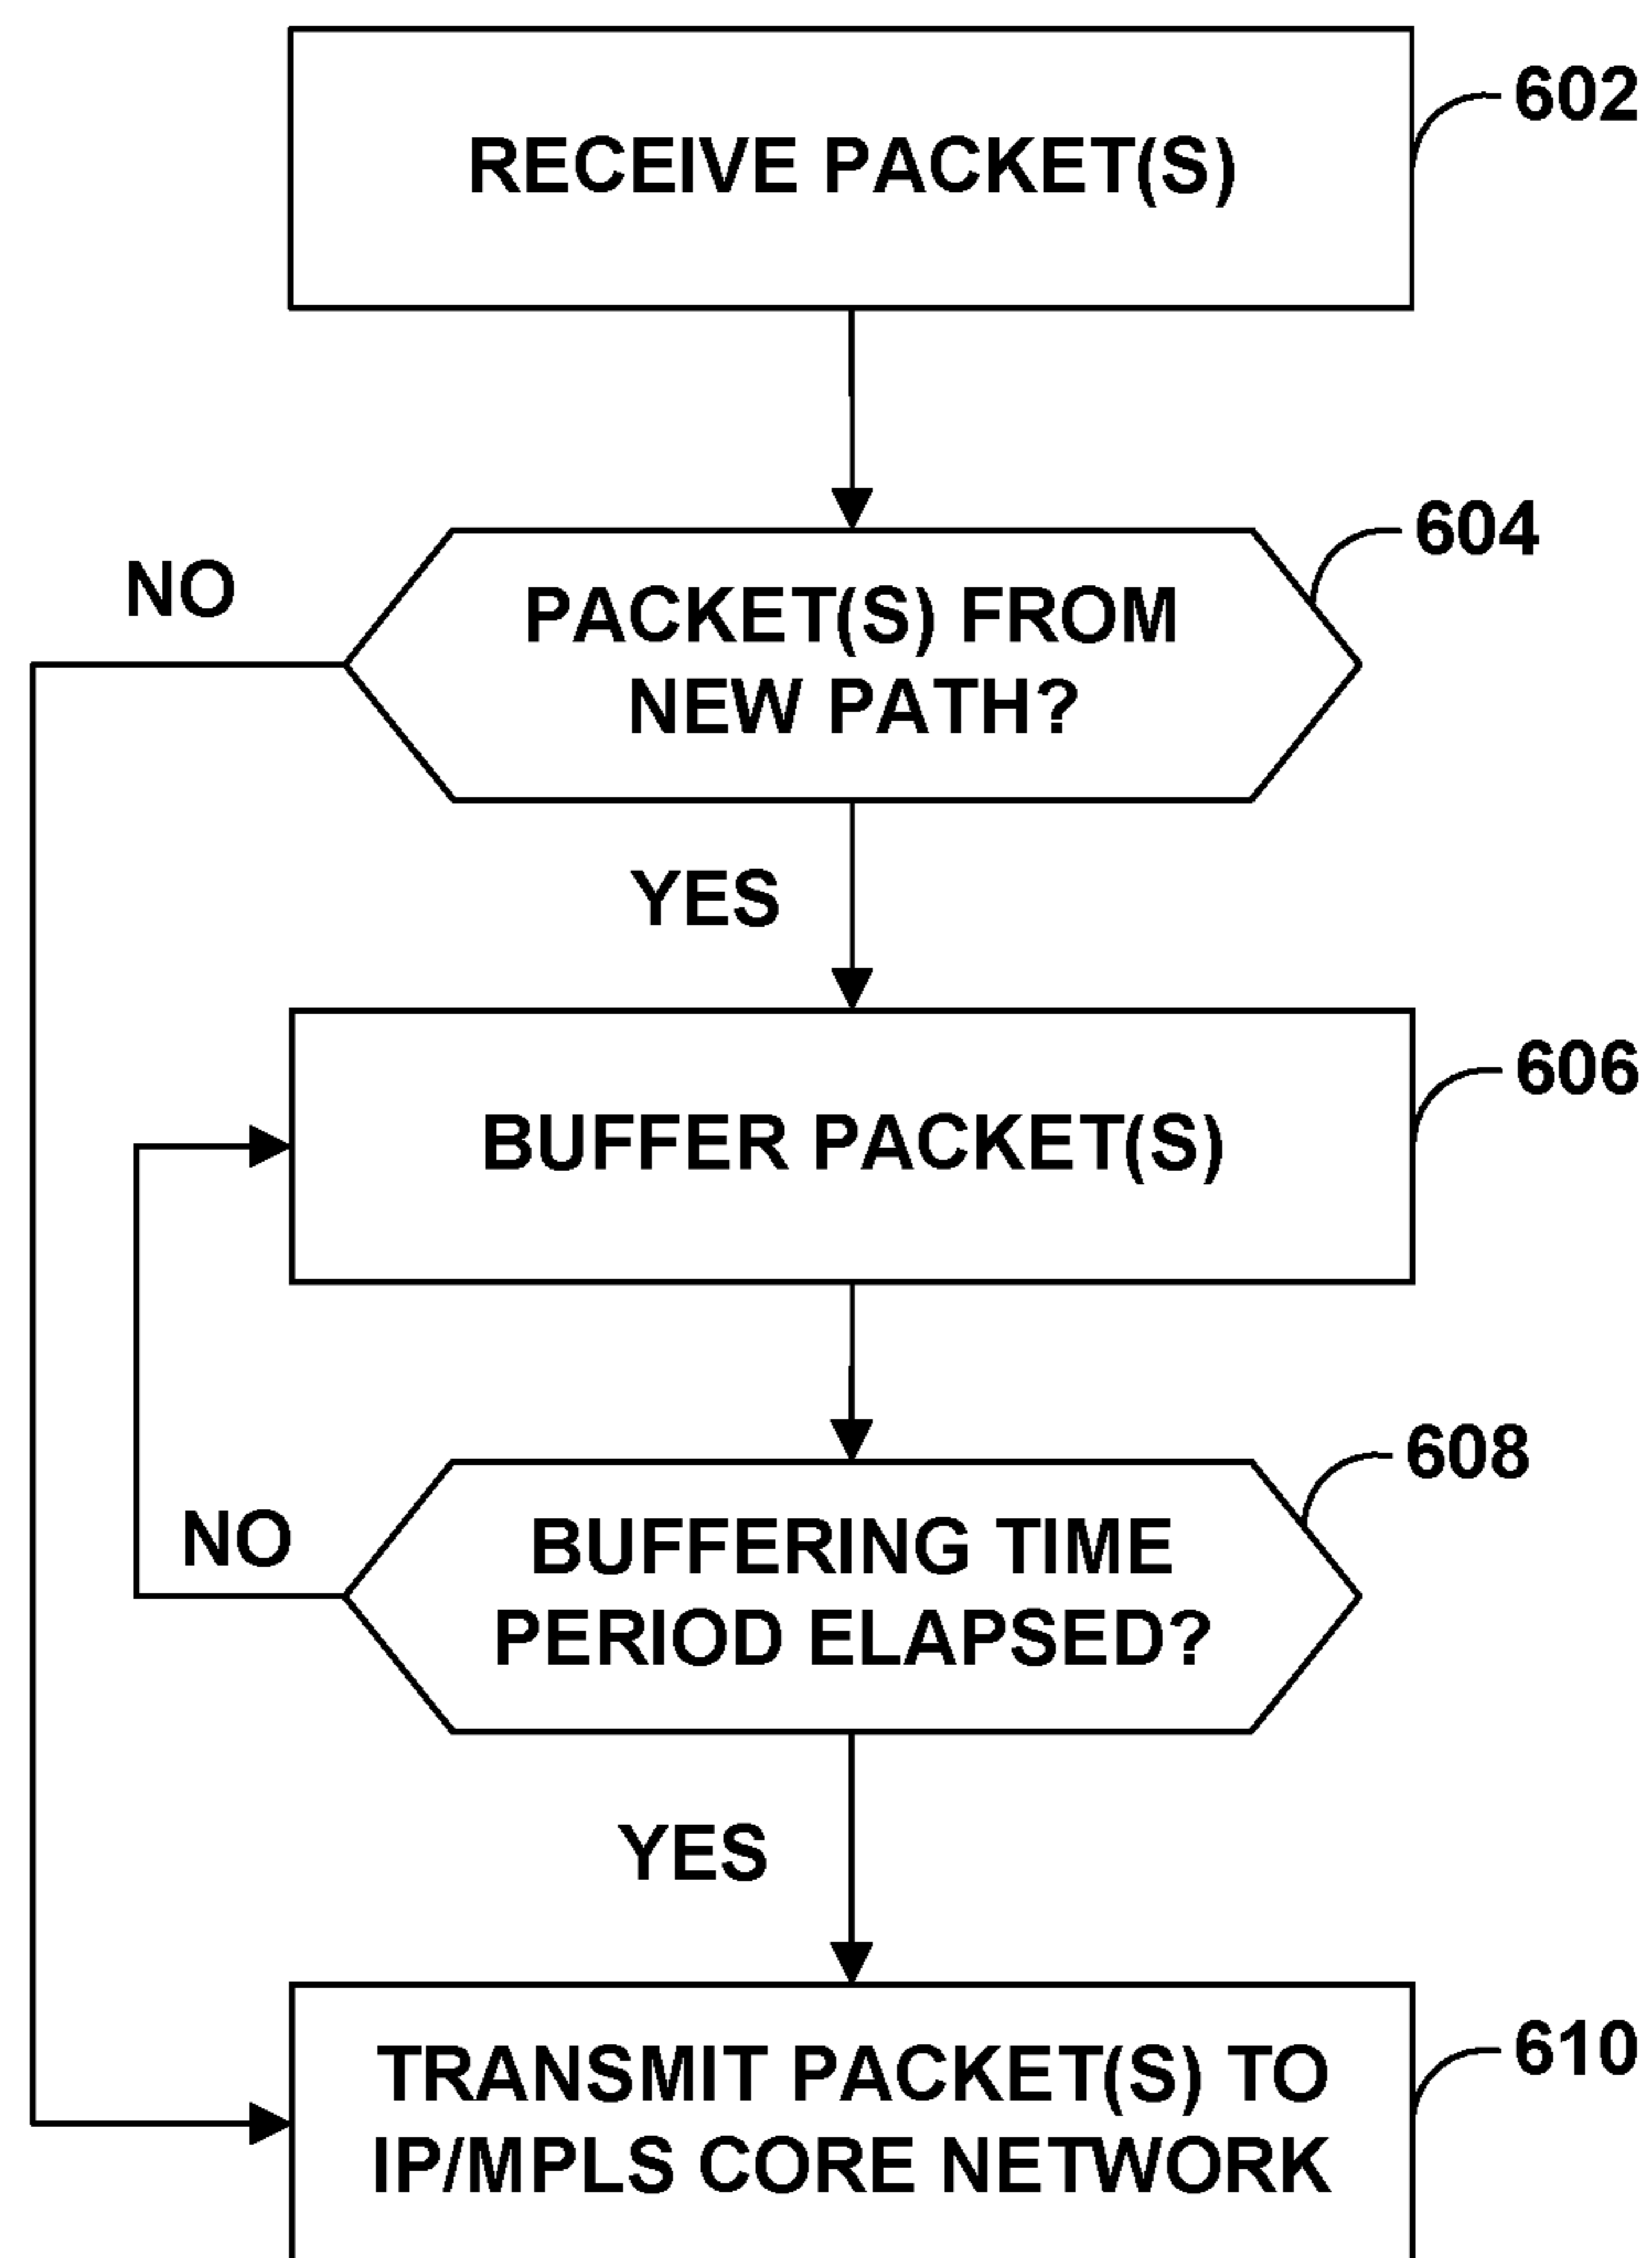 602
RECEIVE PACKET(S)
604
NO
PACKET(S) FROM
NEW PATH?
YES
606
BUFFER PACKET(S)
608
NO
BUFFERING TIME
PERIOD ELAPSED?
YES
610
TRANSMIT PACKET(S) TO
IP/MPLS CORE NETWORK